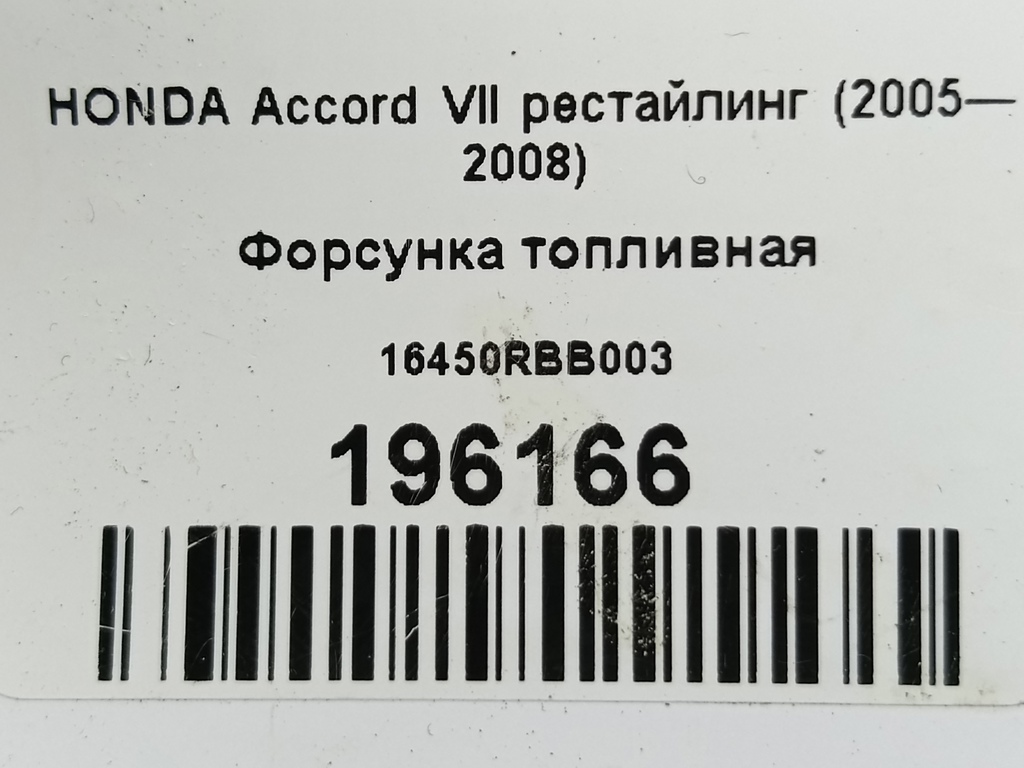 HONDA Accord VII рестайлинг (2005—
2008)
Форсунка топливная
16450RBB003
196166